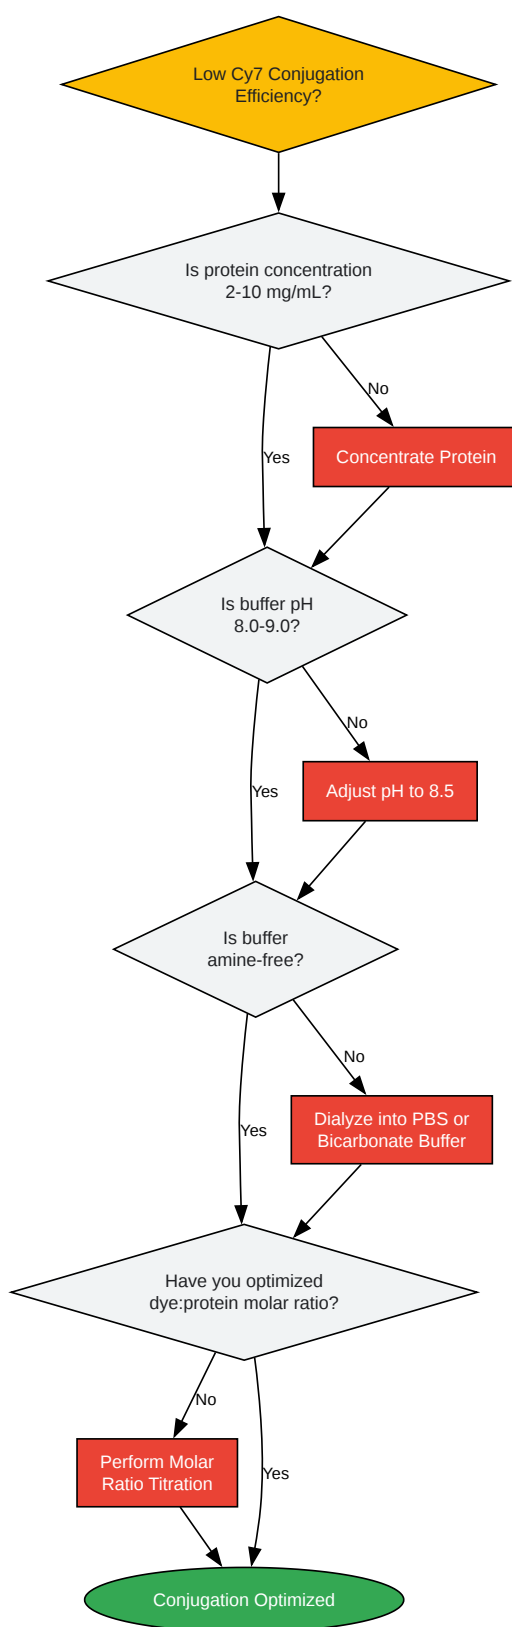 Low Cy7 Conjugation
Efficiency?
Is protein concentration
2-10 mg/mL?
No
Concentrate Protein
Yes
Is buffer pH
8.0-9.0?
No
Adjust pH to 8.5
Yes
Is buffer
amine-free?
No
Dialyze into PBS or
Bicarbonate Buffer
Yes
Have you optimized
dye:protein molar ratio?
No
Perform Molar
Ratio Titration
Yes
Conjugation Optimized